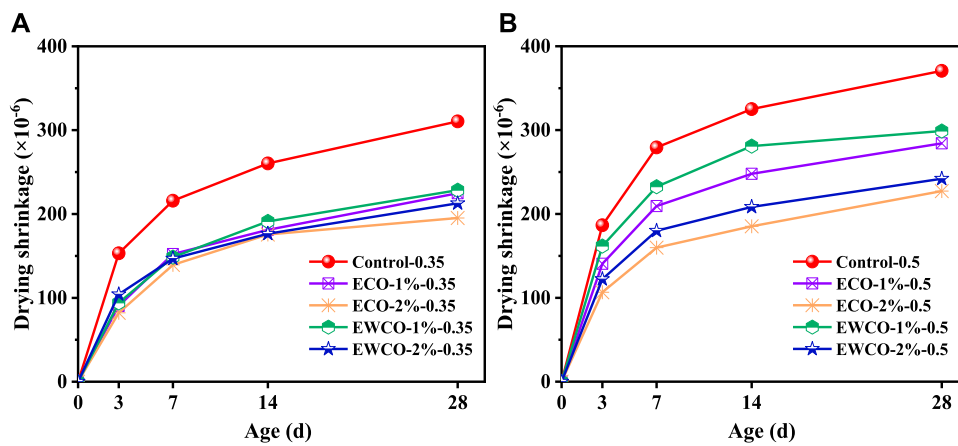 A
Drying shrinkage (×10⁻⁶)
400
300
200
100
0
0 3 7 14 28
Age (d)
Control-0.35
ECO-1%-0.35
ECO-2%-0.35
EWCO-1%-0.35
EWCO-2%-0.35
B
Drying shrinkage (×10⁻⁶)
400
300
200
100
0
0 3 7 14 28
Age (d)
Control-0.5
ECO-1%-0.5
ECO-2%-0.5
EWCO-1%-0.5
EWCO-2%-0.5